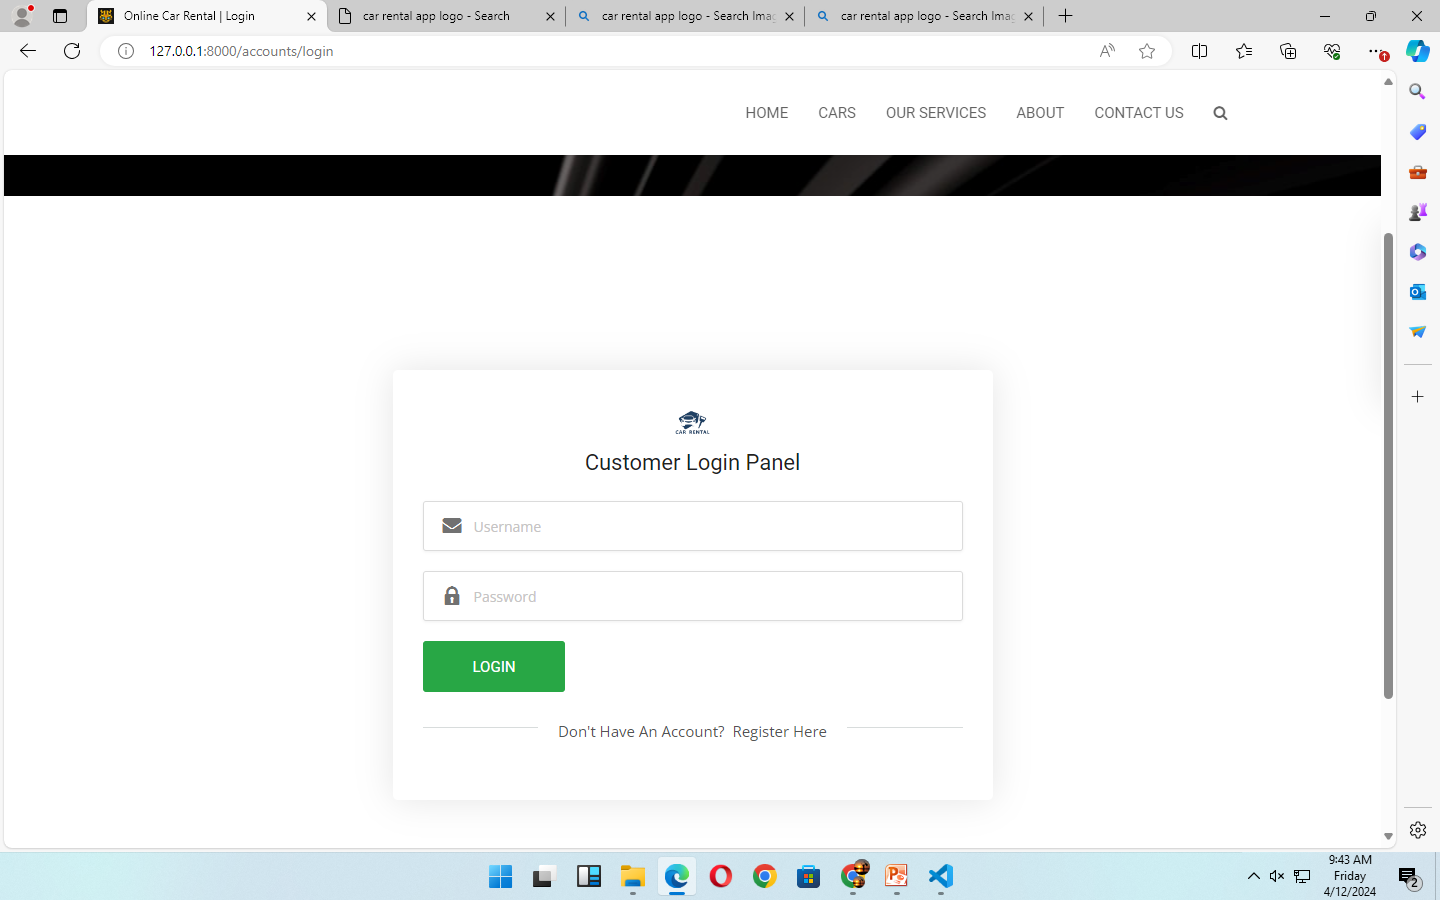 Online Car Rental | Login
car rental app logo - Search
car rental app logo - Search Imag
car rental app logo - Search Imag
127.0.0.1:8000/accounts/login
HOME
CARS
OUR SERVICES
ABOUT
CONTACT US
CAR RENTAL
Customer Login Panel
Username
Password
LOGIN
Don't Have An Account? Register Here
9:43 AM
Friday
4/12/2024
2